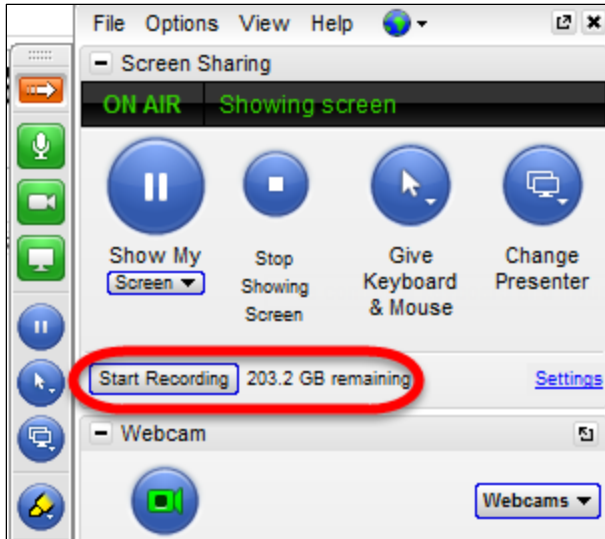 File Options View Help
Screen Sharing
ON AIR Showing screen
Show My
Screen
Stop
Showing
Screen
Give
Keyboard
& Mouse
Change
Presenter
Start Recording 203.2 GB remaining Settings
Webcam
Webcams